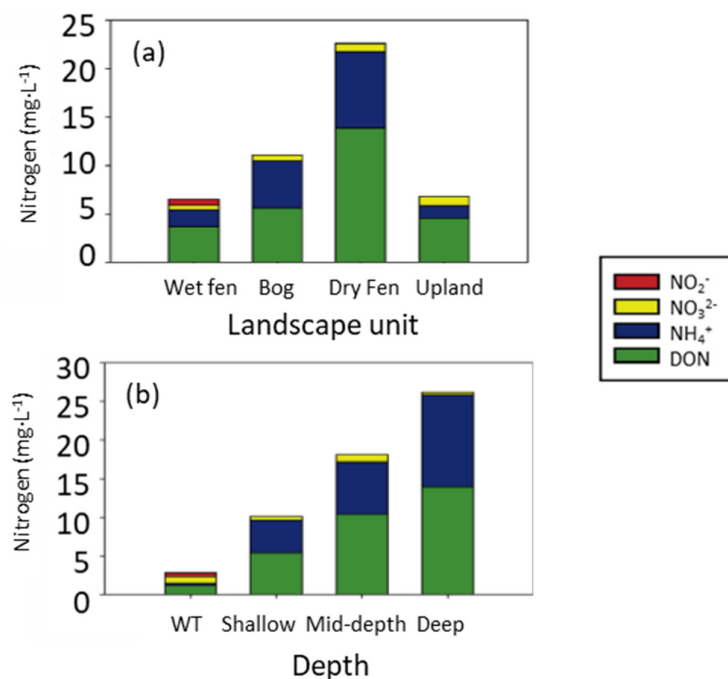 (a)
Nitrogen (mg·L⁻¹)
25
20
15
10
5
0
Wet fen Bog Dry Fen Upland
Landscape unit
NO₂⁻
NO₃²⁻
NH₄⁺
DON
(b)
Nitrogen (mg·L⁻¹)
30
25
20
15
10
5
0
WT Shallow Mid-depth Deep
Depth